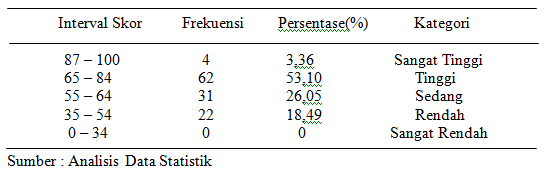 Interval Skor Frekuensi Persentase(%) Kategori
87 – 100 4 3,36 Sangat Tinggi
65 – 84 62 53,10 Tinggi
55 – 64 31 26,05 Sedang
35 – 54 22 18,49 Rendah
0 – 34 0 0 Sangat Rendah
Sumber : Analisis Data Statistik